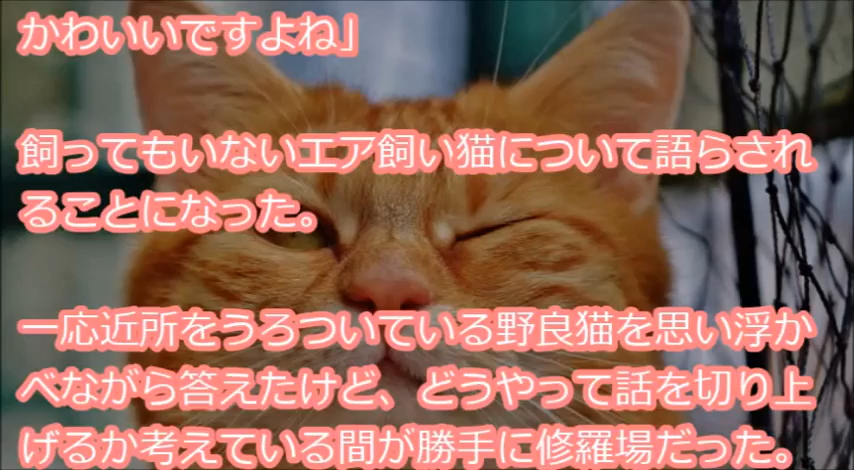 かわいいですよね」
飼ってもいないエア飼い猫について語らされ
ることになった。
一応近所をうろついている野良猫を思い浮か
べながら答えたけど、どうやって話を切り上
げるか考えている間が勝手に修羅場だった。